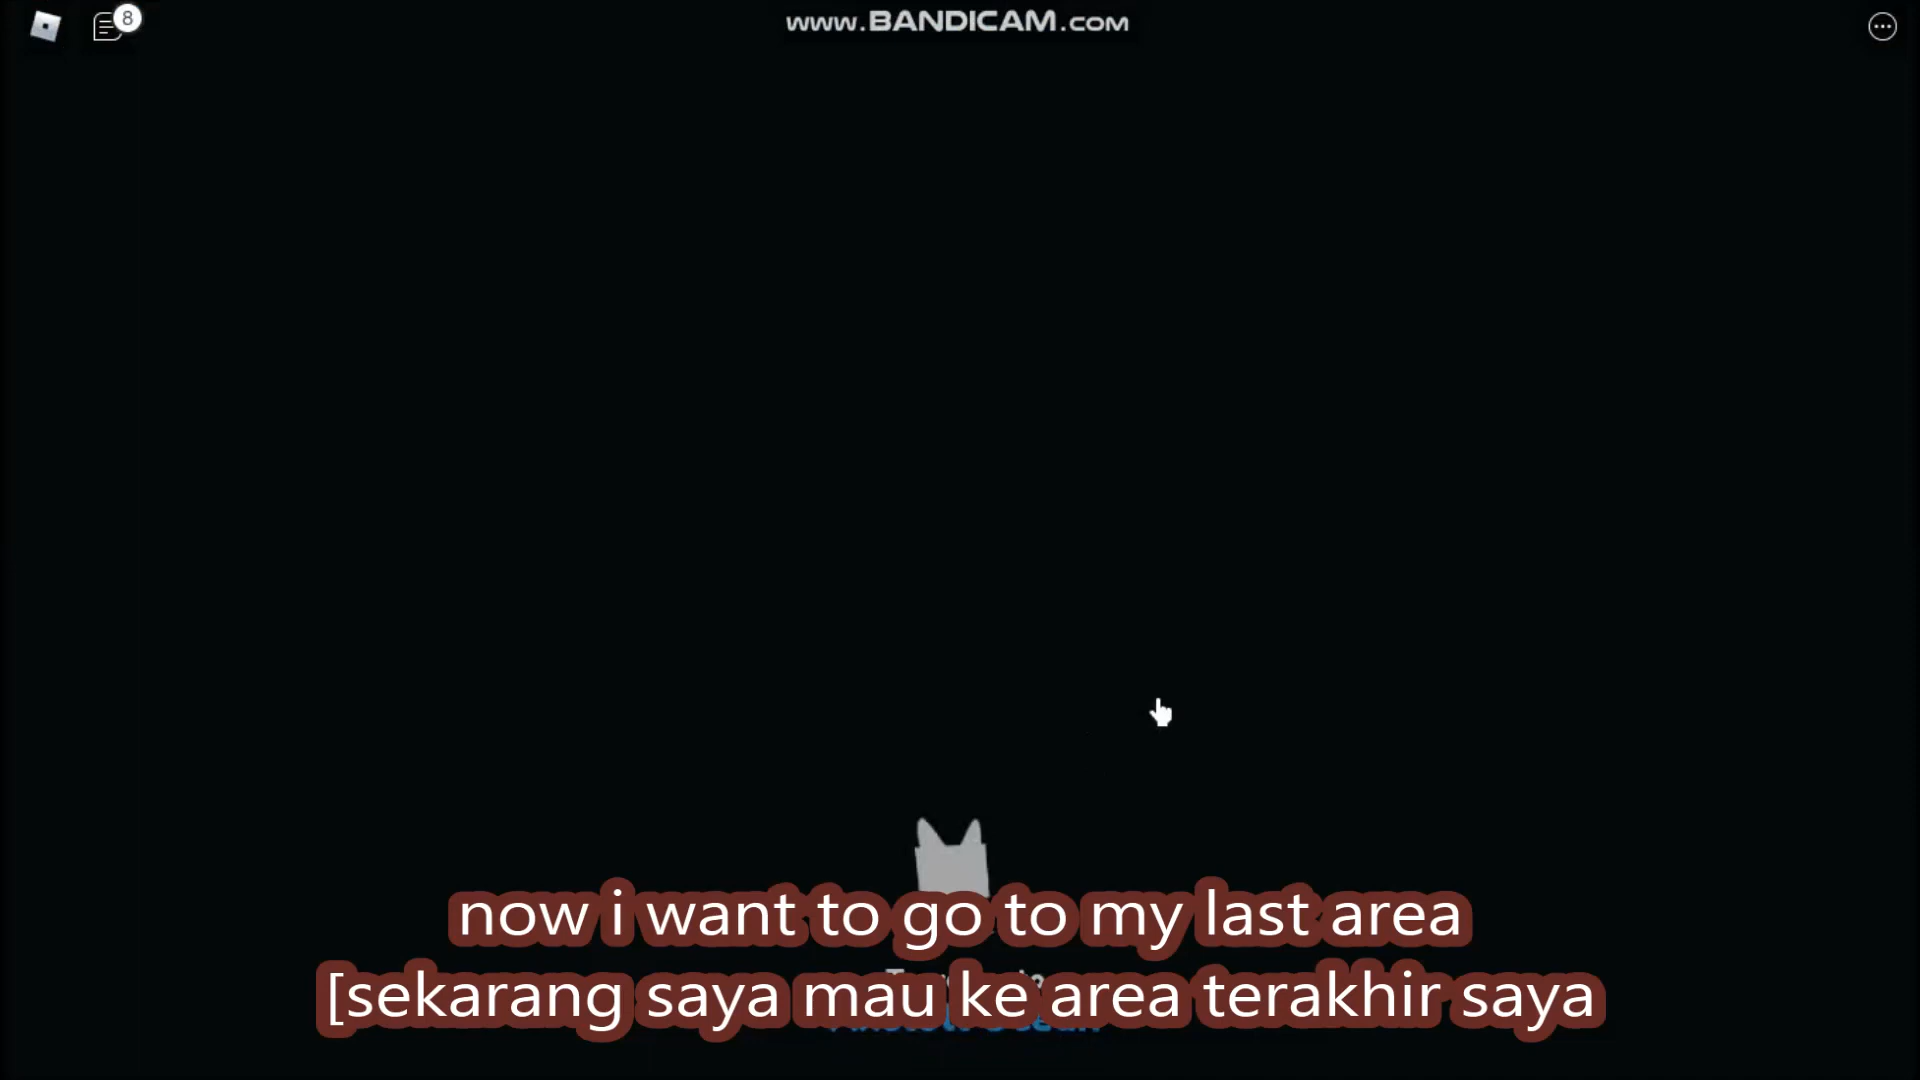 8
www.BANDICAM.com
now i want to go to my last area
[sekarang saya mau ke area terakhir saya